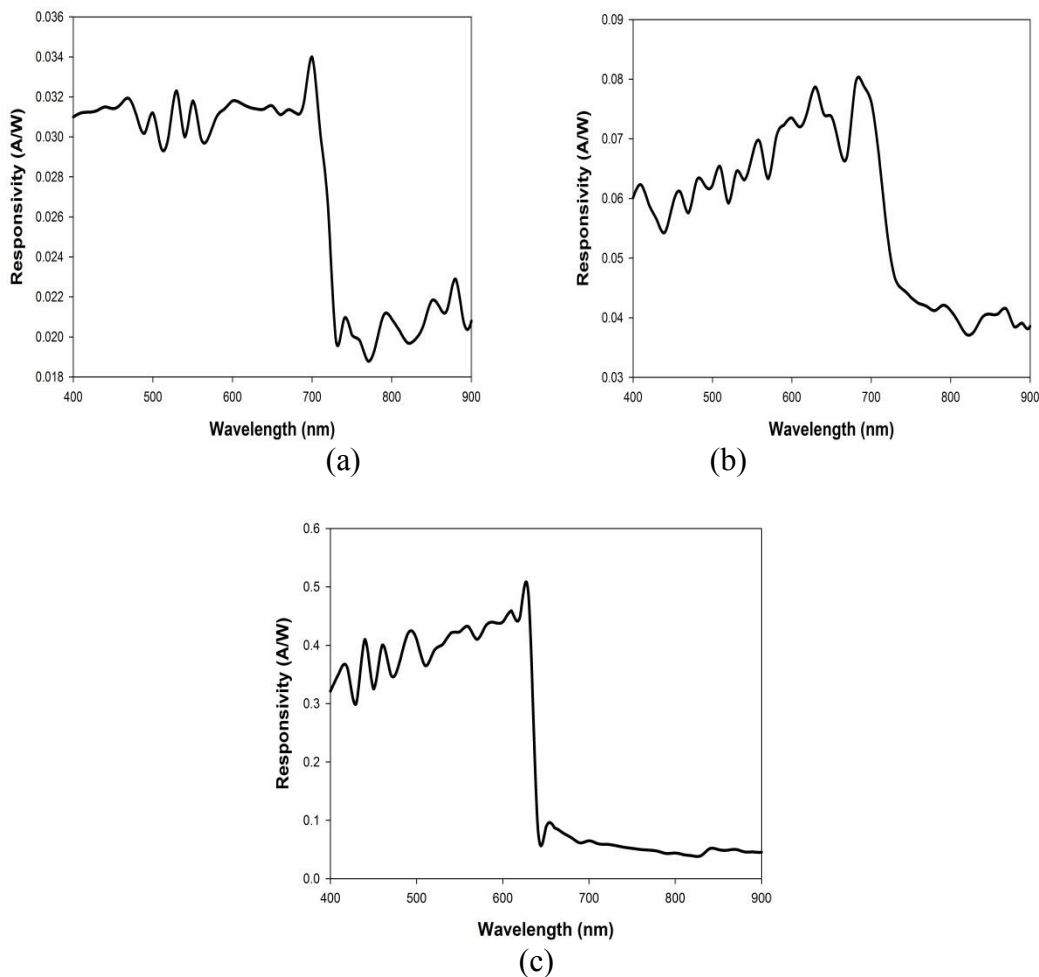 Responsivity (A/W)
0.036
0.034
0.032
0.030
0.028
0.026
0.024
0.022
0.020
0.018
400 500 600 700 800 900
Wavelength (nm)
(a)
Responsivity (A/W)
0.09
0.08
0.07
0.06
0.05
0.04
0.03
400 500 600 700 800 900
Wavelength (nm)
(b)
Responsivity (A/W)
0.6
0.5
0.4
0.3
0.2
0.1
0.0
400 500 600 700 800 900
Wavelength (nm)
(c)